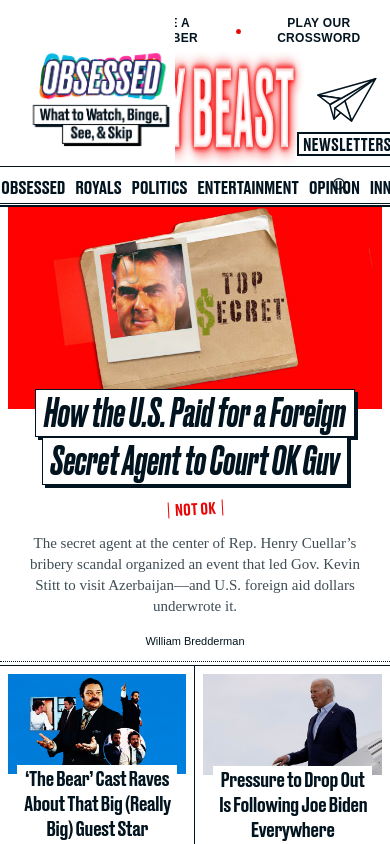 E A
BER
PLAY OUR
CROSSWORD
OBSESSED
What to Watch, Binge,
See, & Skip
Y BEAST
NEWSLETTERS
OBSESSED ROYALS POLITICS ENTERTAINMENT OPINION INN
TOP
$ECRET
How the U.S. Paid for a Foreign
Secret Agent to Court OK Guv
NOT OK
The secret agent at the center of Rep. Henry Cuellar’s
bribery scandal organized an event that led Gov. Kevin
Stitt to visit Azerbaijan—and U.S. foreign aid dollars
underwrote it.
William Bredderman
‘The Bear’ Cast Raves
About That Big (Really
Big) Guest Star
Pressure to Drop Out
Is Following Joe Biden
Everywhere